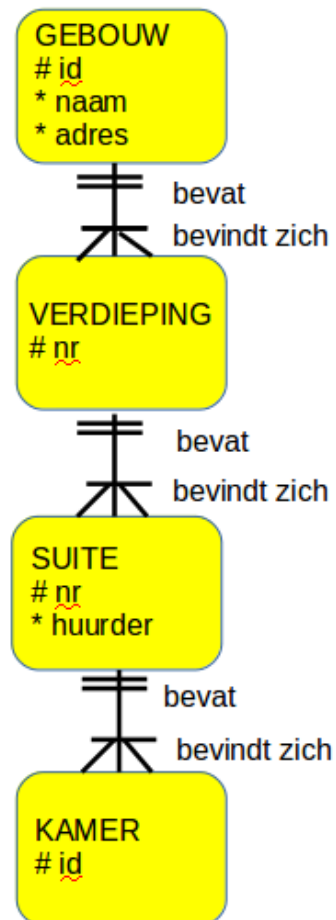 GEBOUW
# id
* naam
* adres
bevat
bevindt zich
VERDIEPING
# nr
bevat
bevindt zich
SUITE
# nr
* huurder
bevat
bevindt zich
KAMER
# id